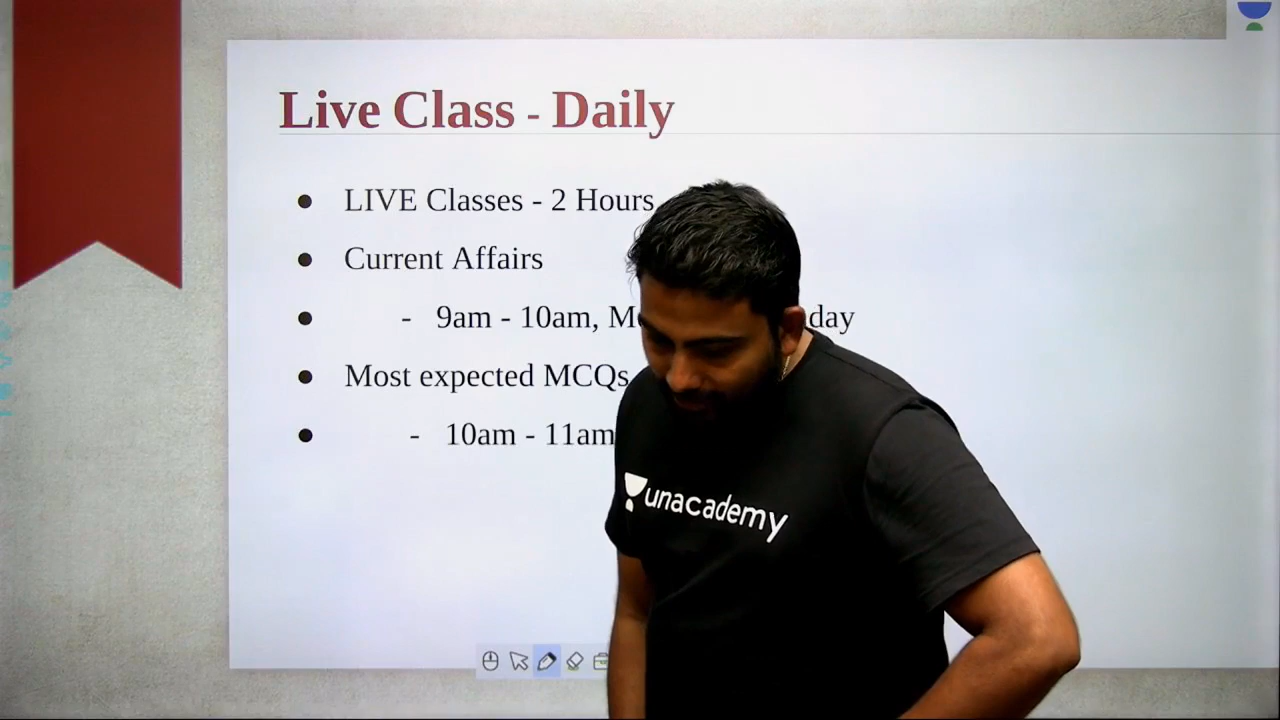 Live Class - Daily
● LIVE Classes - 2 Hours
● Current Affairs
● - 9am - 10am,
● Most expected MCQs
● - 10am - 11am
unacademy